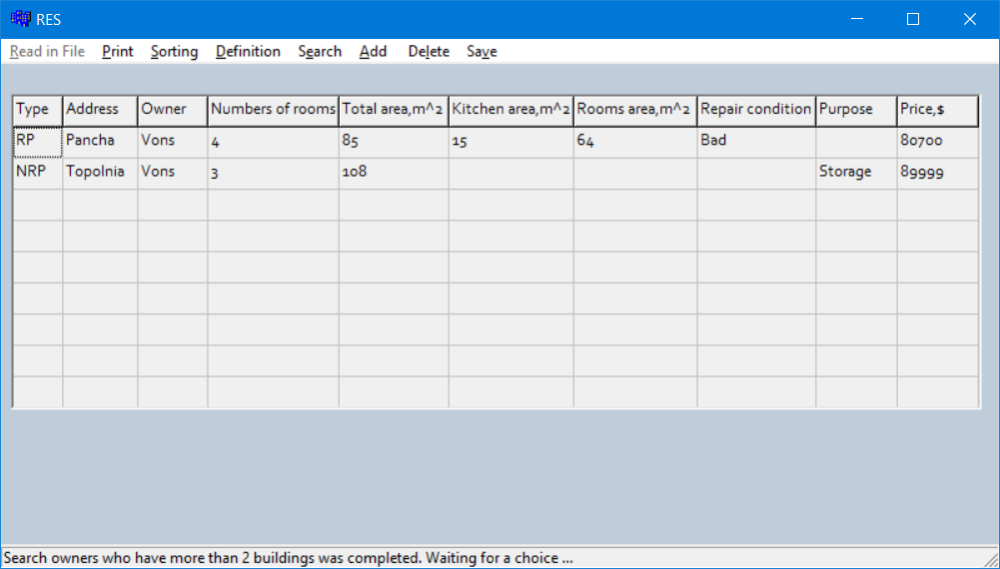 RES
Read in File Print Sorting Definition Search Add Delete Save
Type Address Owner Numbers of rooms Total area,m^2 Kitchen area,m^2 Rooms area,m^2 Repair condition Purpose Price,$
RP Pancha Vons 4 85 15 64 Bad 80700
NRP Topolnia Vons 3 108 Storage 89999
Search owners who have more than 2 buildings was completed. Waiting for a choice ...